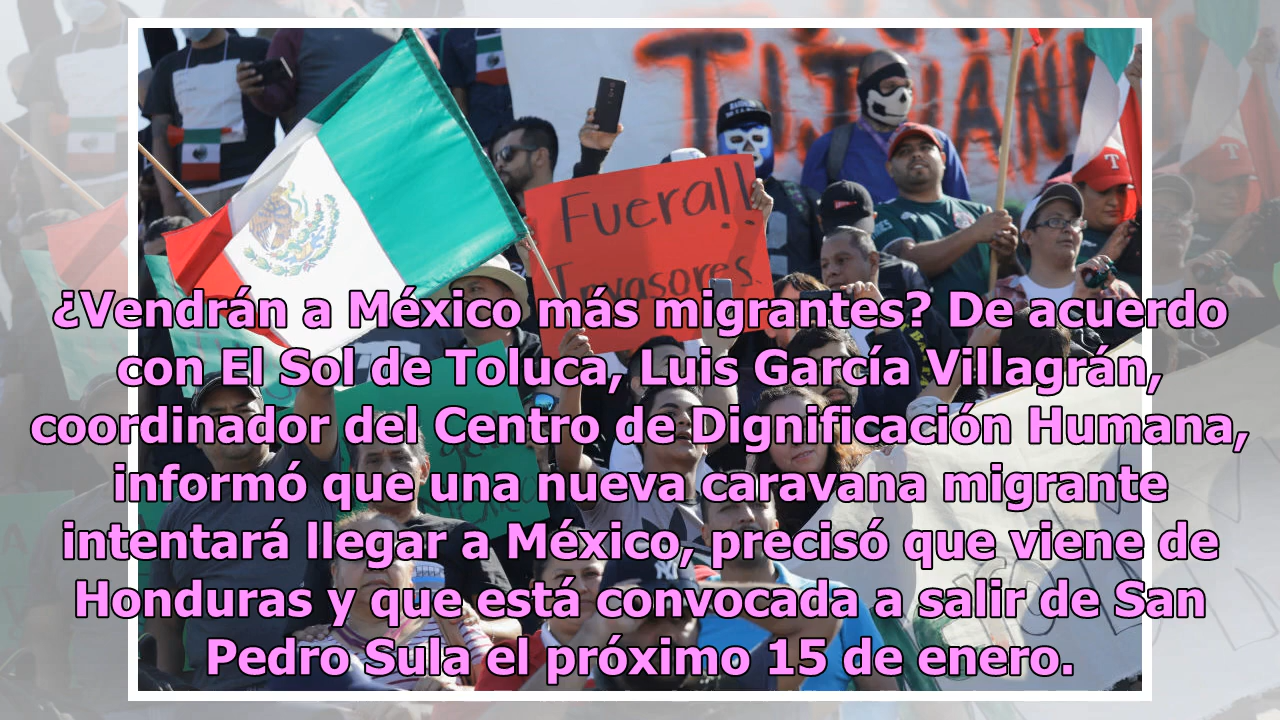 TIJUANA
Fuera!!
Invasores.
¿Vendrán a México más migrantes? De acuerdo
con El Sol de Toluca, Luis García Villagrán,
coordinador del Centro de Dignificación Humana,
informó que una nueva caravana migrante
intentará llegar a México, precisó que viene de
Honduras y que está convocada a salir de San
Pedro Sula el próximo 15 de enero.